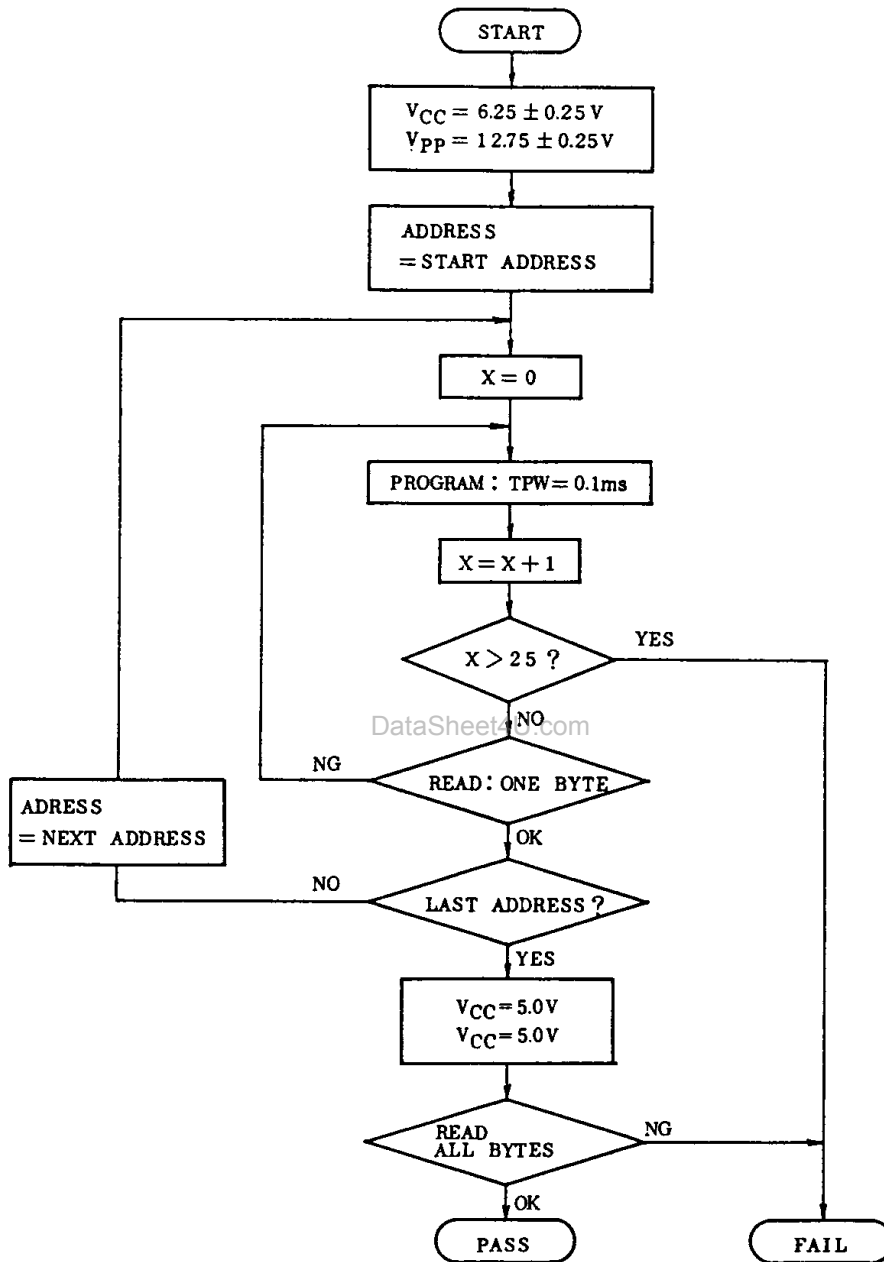 START
VCC = 6.25 ± 0.25 V
VPP = 12.75 ± 0.25V
ADDRESS
= START ADDRESS
X = 0
PROGRAM : TPW= 0.1ms
X = X + 1
X > 25 ?
YES
NO
DataSheet4U.com
NG
READ : ONE BYTE
OK
ADRESS
= NEXT ADDRESS
NO
LAST ADDRESS ?
YES
VCC = 5.0V
VCC = 5.0V
READ
ALL BYTES
NG
OK
PASS
FAIL